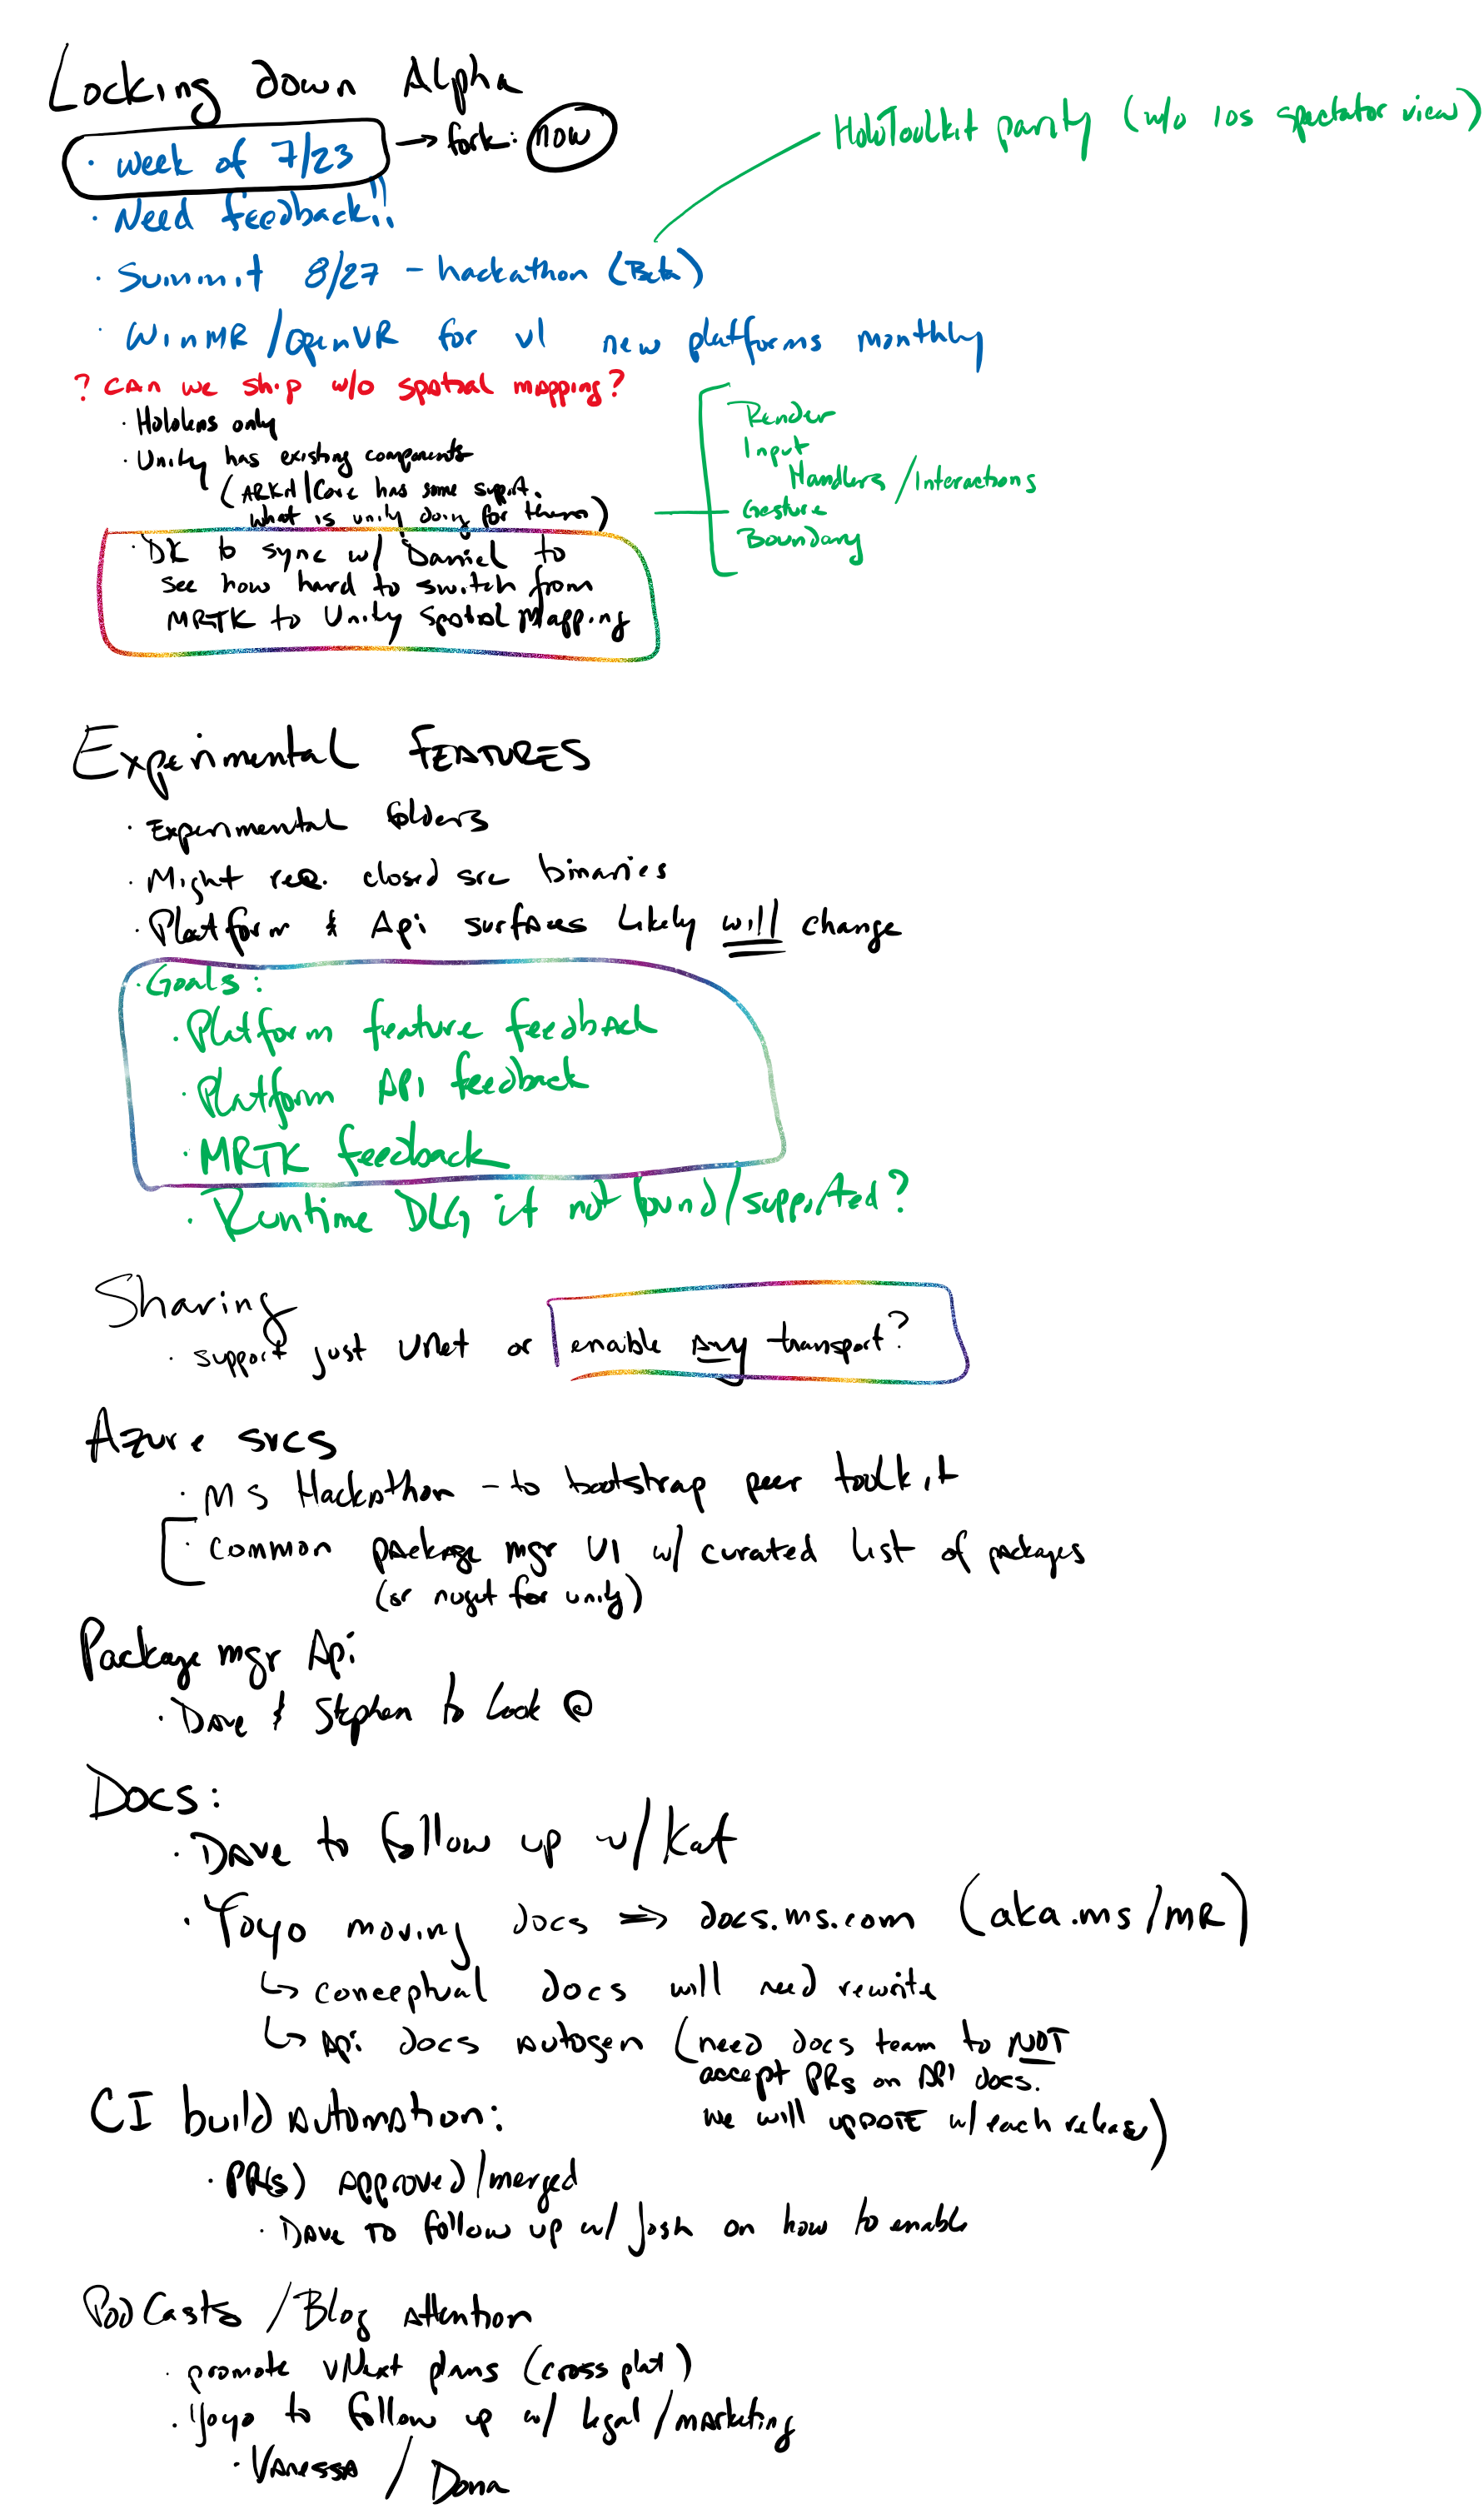 Locking down Alpha
· week of 7/23 → fork: now
HoloToolkit parity (w/o ios spectator view)
· Need feedback!!
· Summit 8/27 - hackathon (Beta)
· WinMR/OpenVR for v1 new platforms monthly
? can we ship w/o spatial mapping?
· Hololens only
· Unity has existing components
(ARKit/Core has some support.
what is unity doing for them)
Render
Input
Handlers/Interactions
Gesture
Boundary
· DK to sync w/ Daniel to
see how hard to switch from
MRTK to Unity Spatial Mapping
Experimental FEATURES
· Experimental folders
· Might req. closed src binaries
· Platform & Api surfaces likely will change
· Goals:
· Platform feature feedback
· Platform API feedback
· MRTK feedback
· Runtime DLG if not found/supported?
Sharing
· support just UNet or enable any transport?
Azure svcs
· MS Hackathon - to bootstrap peer toolkit
· common package mgr UI w/ curated list of packages
(or nuget for unity)
Package mgr Api
· Dave & Stephen to look @
Docs:
· Dave to follow up w/Kat
· Yoyo moving docs => docs.ms.com (aka.ms/MR)
↳ conceptual docs will need rewrite
↳ Api docs autogen (need docs team to NOT
accept PRs on API docs.
we will update w/ each release)
CI build automation:
· PR(s) approved/merged
· Dave to follow up w/ Josh on how to enable
PodCasts /Blog attention
· promote vNext plans (cross plat)
· Yoyo to follow up w/ legal/marketing
· Vanessa / Dona